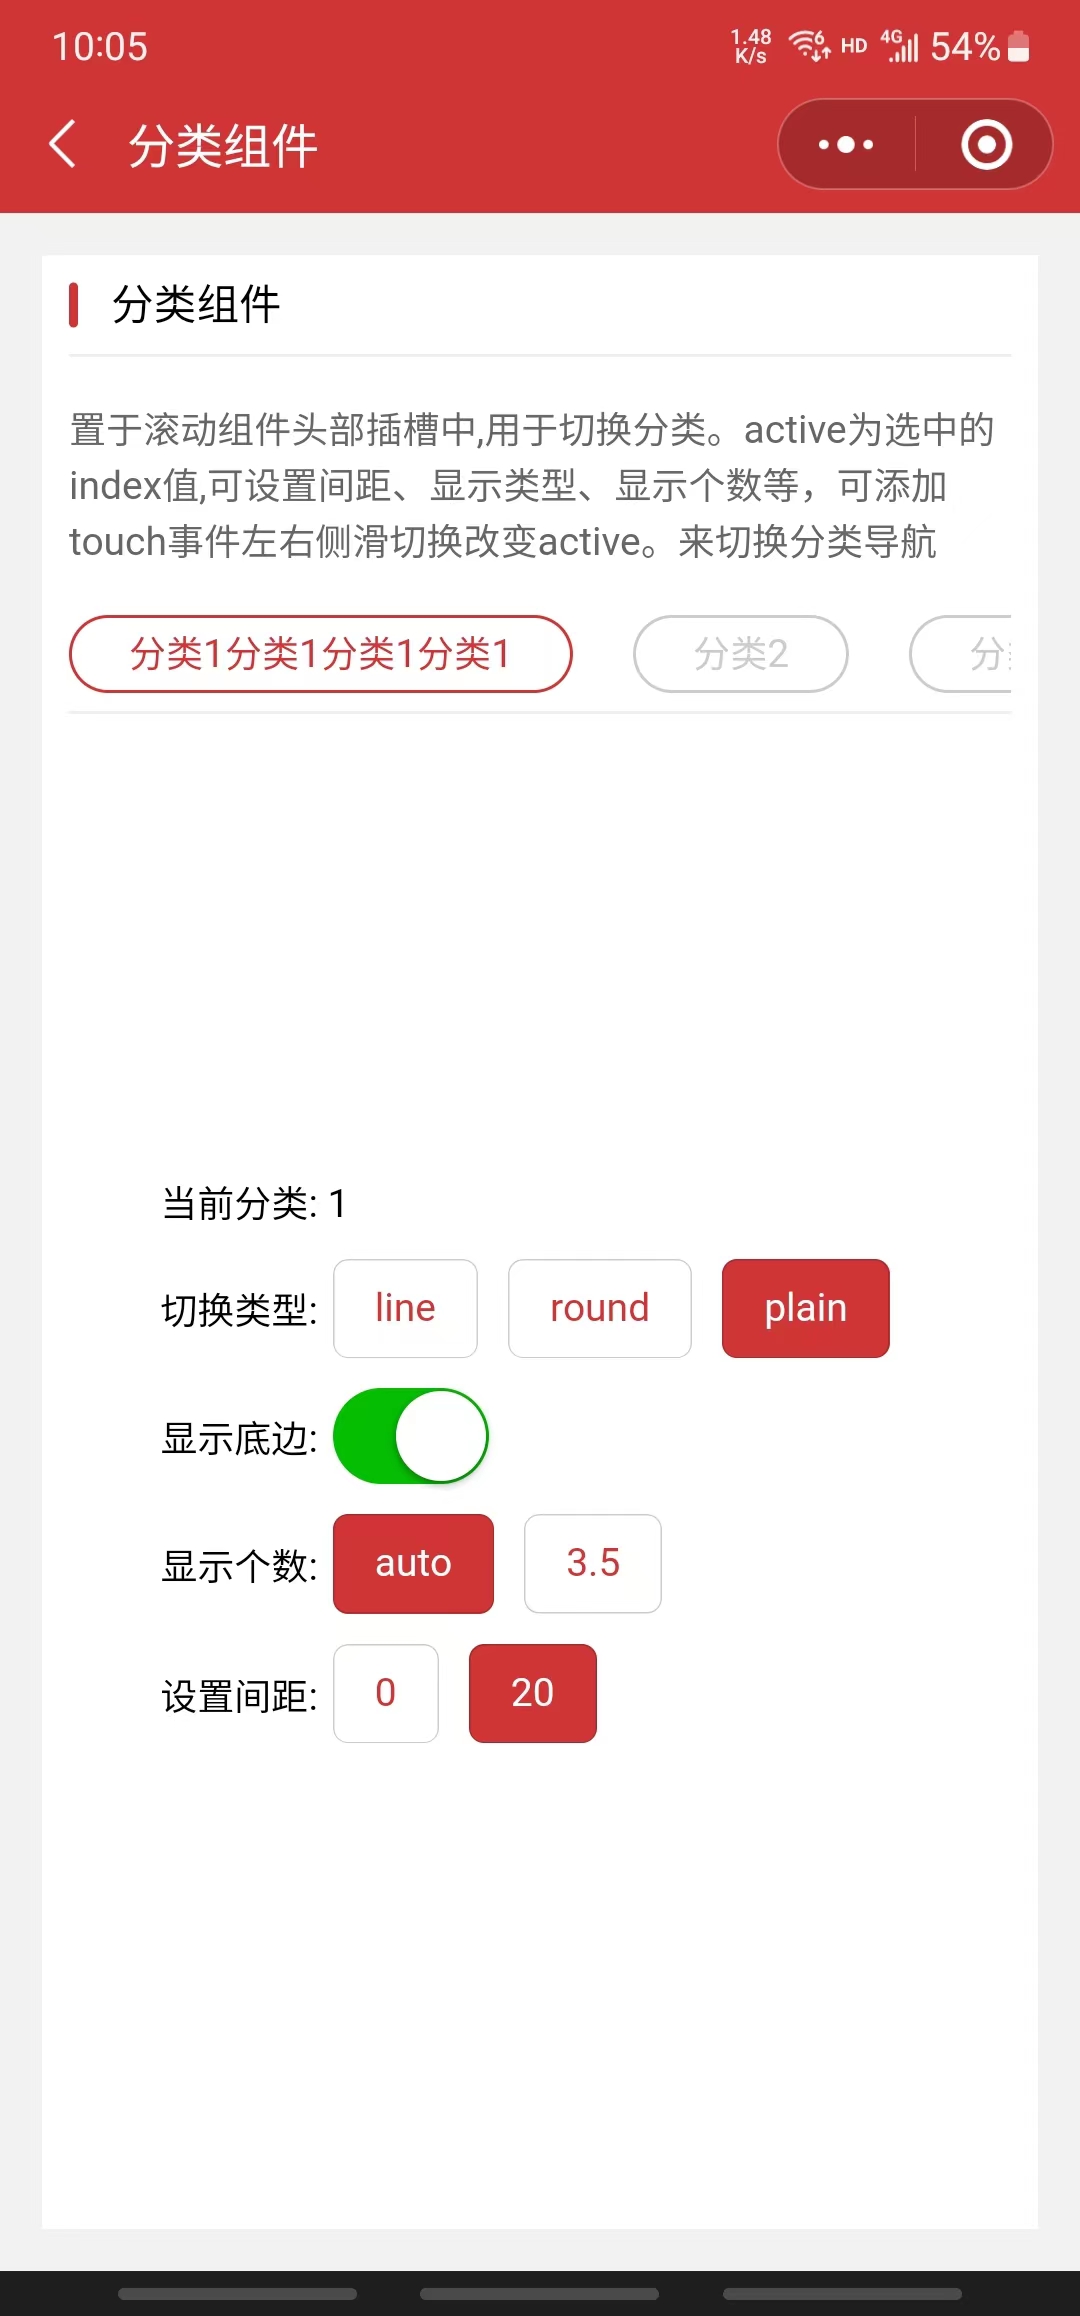 10:05
1.48 K/s 6 HD 4G 54%
分类组件
分类组件
置于滚动组件头部插槽中,用于切换分类。active为选中的
index值,可设置间距、显示类型、显示个数等，可添加
touch事件左右侧滑切换改变active。来切换分类导航
分类1分类1分类1分类1 分类2 分
当前分类: 1
切换类型: line round plain
显示底边:
显示个数: auto 3.5
设置间距: 0 20